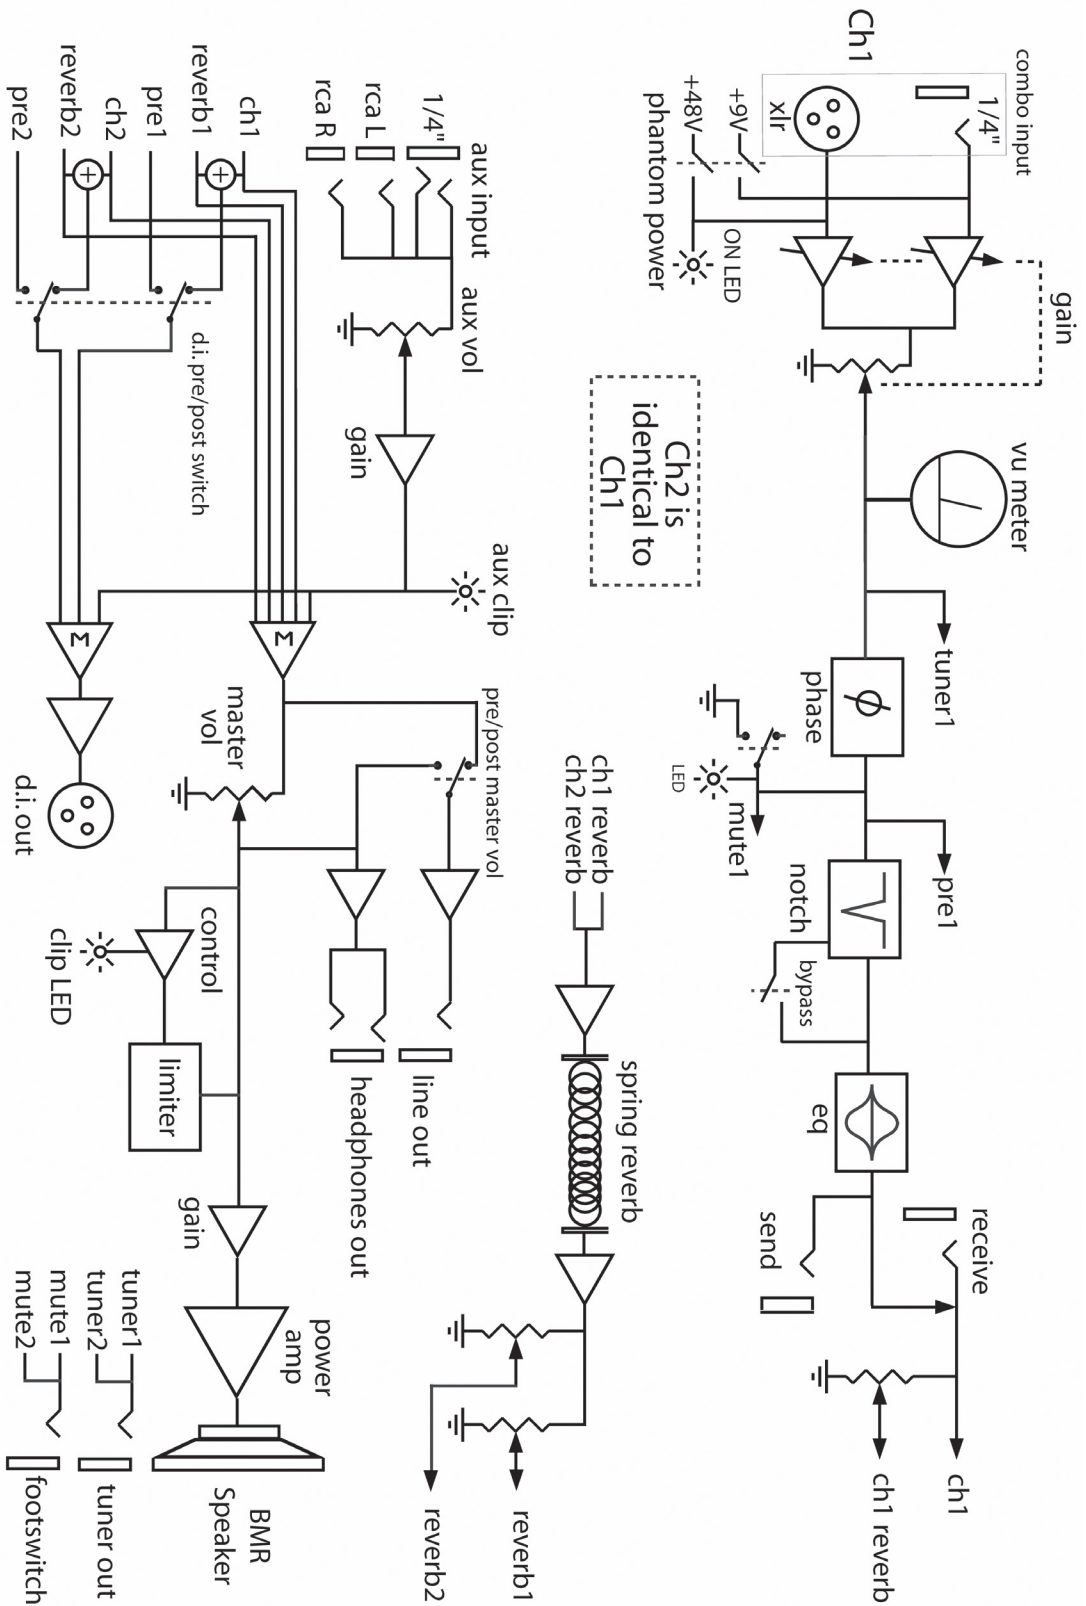 combo input
Ch1
1/4"
xlr
+9V
+48V
phantom power
ON LED
gain
vu meter
tuner1
phase
LED
mute1
pre1
notch
bypass
eq
receive
send
ch1
ch1 reverb
Ch2 is
identical to
Ch1
ch1 reverb
ch2 reverb
spring reverb
reverb1
reverb2
aux input
1/4"
rca L
rca R
aux vol
gain
aux clip
ch1
reverb1
pre1
ch2
reverb2
pre2
d.i. pre/post switch
Σ
Σ
d.i.out
master
vol
pre/post master vol
line out
headphones out
control
clip LED
limiter
gain
power
amp
BMR
Speaker
tuner1
tuner2
tuner out
mute1
mute2
footswitch